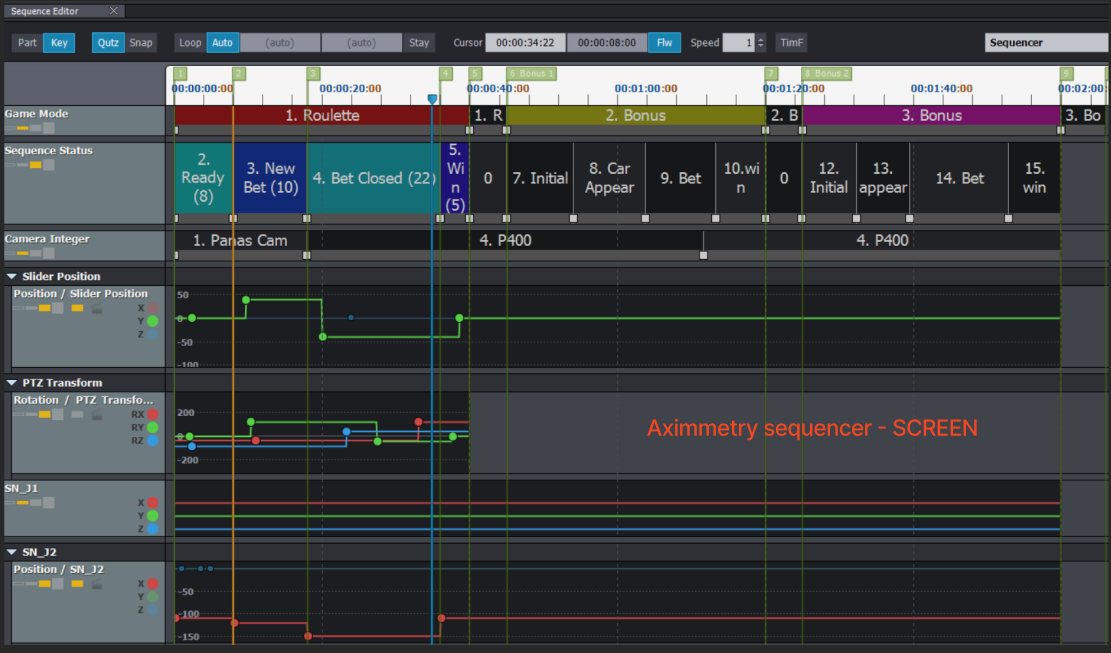 Sequence Editor
Part Key Qutz Snap Loop Auto (auto) (auto) Stay Cursor 00:00:34:22 00:00:08:00 Flw Speed 1 TimF Sequencer
1 2 3 4 5 6 Bonus 1 7 8 Bonus 2 9
00:00:00:00 00:00:20:00 00:00:40:00 00:01:00:00 00:01:20:00 00:01:40:00 00:02:00
Game Mode
1. Roulette 1. R 2. Bonus 2. B 3. Bonus 3. Bo
Sequence Status
2. Ready (8) 3. New Bet (10) 4. Bet Closed (22) 5. Win (5) 0 7. Initial 8. Car Appear 9. Bet 10.win 0 12. Initial 13. appear 14. Bet 15. win
Camera Integer
1. Panas Cam 4. P400 4. P400
Slider Position
Position / Slider Position
X
Y
Z
50
0
-50
-100
PTZ Transform
Rotation / PTZ Transfo...
RX
RY
RZ
200
0
-200
Aximmetry sequencer - SCREEN
SN_J1
X
Y
Z
SN_J2
Position / SN_J2
X
Y
Z
-50
-100
-150